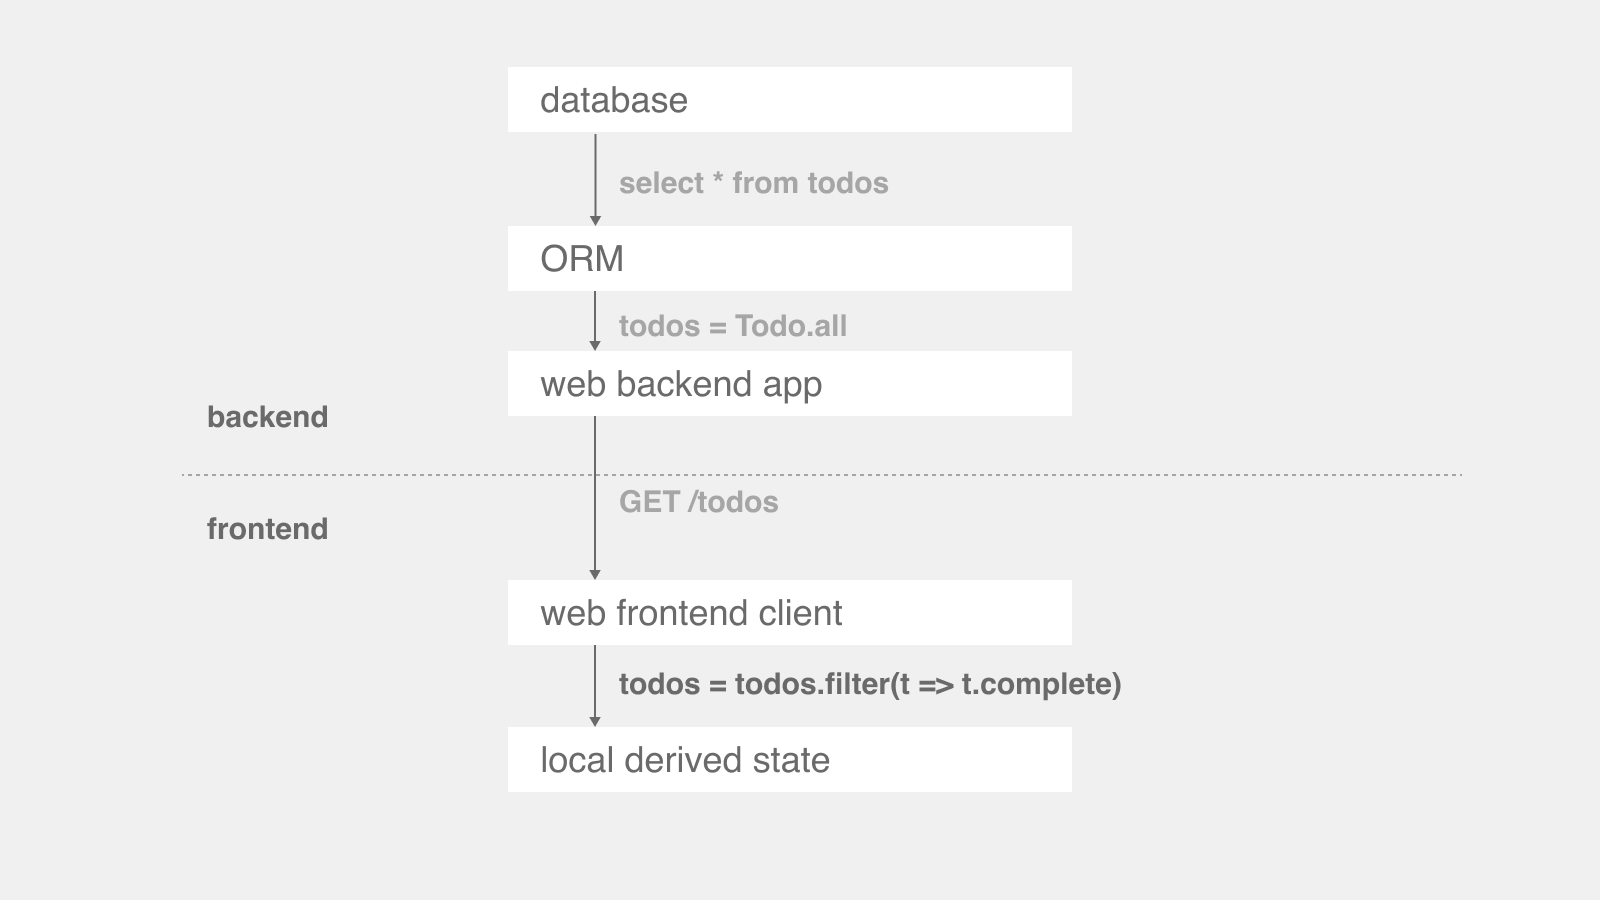 database
select * from todos
ORM
todos = Todo.all
web backend app
backend
GET /todos
frontend
web frontend client
todos = todos.filter(t => t.complete)
local derived state